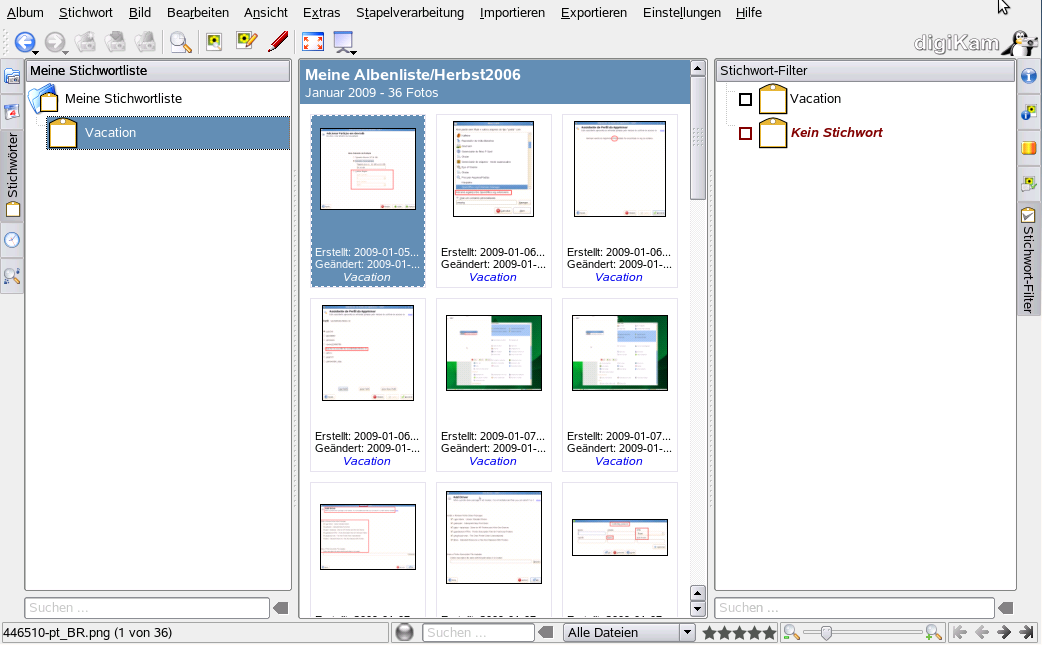 Album Stichwort Bild Bearbeiten Ansicht Extras Stapelverarbeitung Importieren Exportieren Einstellungen Hilfe
digiKam
Meine Stichwortliste
Meine Stichwortliste
Vacation
Stichwörter
Meine Albenliste/Herbst2006
Januar 2009 - 36 Fotos
Erstellt: 2009-01-05...
Geändert: 2009-01-...
Vacation
Erstellt: 2009-01-06...
Geändert: 2009-01-...
Vacation
Erstellt: 2009-01-06...
Geändert: 2009-01-...
Vacation
Erstellt: 2009-01-06...
Geändert: 2009-01-...
Vacation
Erstellt: 2009-01-07...
Geändert: 2009-01-...
Vacation
Erstellt: 2009-01-07...
Geändert: 2009-01-...
Vacation
Stichwort-Filter
Vacation
Kein Stichwort
Stichwort-Filter
Suchen ...
Suchen ...
446510-pt_BR.png (1 von 36)
Suchen ...
Alle Dateien